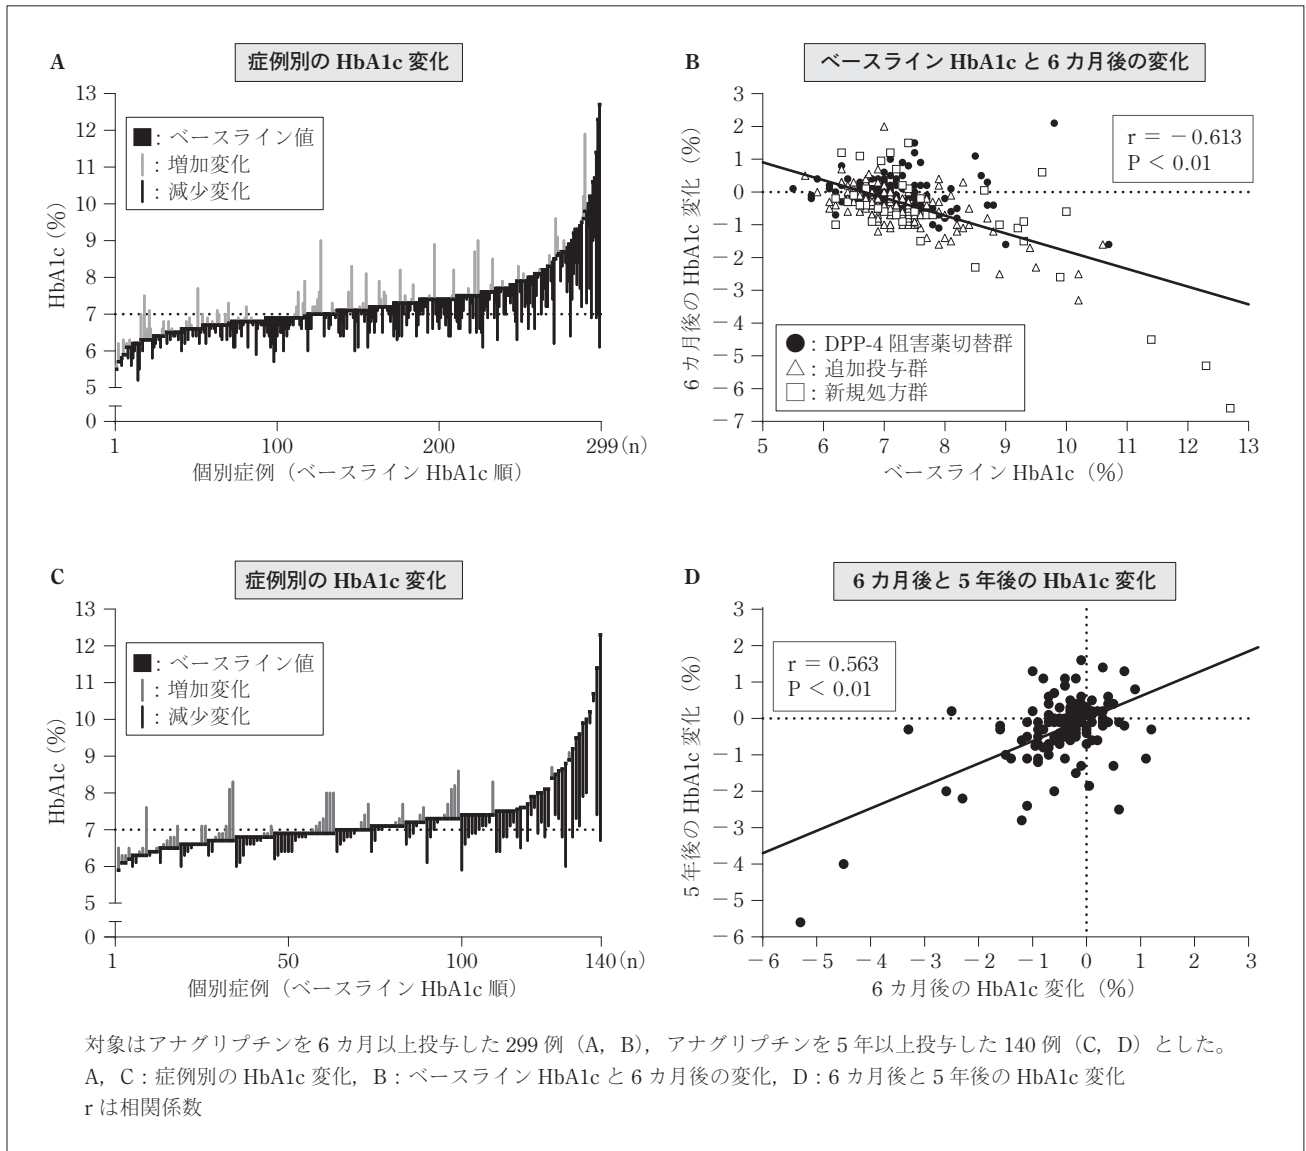 A
症例別の HbA1c 変化
HbA1c（%）
13
12
11
10
9
8
7
6
5
0
■：ベースライン値
｜：増加変化
｜：減少変化
1
100
200
299(n)
個別症例（ベースライン HbA1c 順）
B
ベースライン HbA1c と 6 カ月後の変化
6 カ月後の HbA1c 変化（%）
3
2
1
0
－1
－2
－3
－4
－5
－6
－7
r = －0.613
P < 0.01
●：DPP-4 阻害薬切替群
△：追加投与群
□：新規処方群
5
6
7
8
9
10
11
12
13
ベースライン HbA1c（%）
C
症例別の HbA1c 変化
HbA1c（%）
13
12
11
10
9
8
7
6
5
0
■：ベースライン値
｜：増加変化
｜：減少変化
1
50
100
140(n)
個別症例（ベースライン HbA1c 順）
D
6 カ月後と 5 年後の HbA1c 変化
5 年後の HbA1c 変化（%）
3
2
1
0
－1
－2
－3
－4
－5
－6
r = 0.563
P < 0.01
－6
－5
－4
－3
－2
－1
0
1
2
3
6 カ月後の HbA1c 変化（%）
対象はアナグリプチンを 6 カ月以上投与した 299 例（A，B），アナグリプチンを 5 年以上投与した 140 例（C，D）とした。
A，C：症例別の HbA1c 変化，B：ベースライン HbA1c と 6 カ月後の変化，D：6 カ月後と 5 年後の HbA1c 変化
r は相関係数